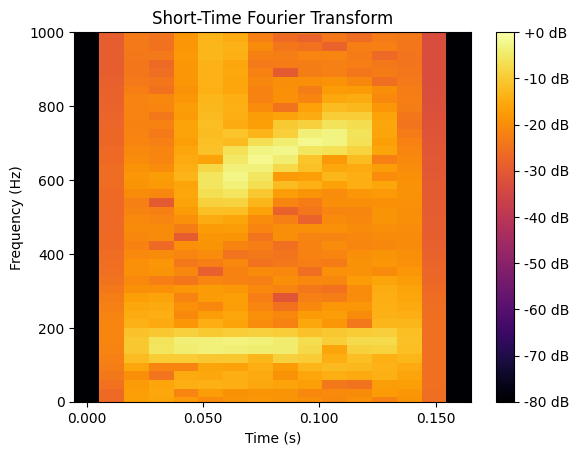 Short-Time Fourier Transform
1000
800
600
400
200
0
Frequency (Hz)
0.000
0.050
0.100
0.150
Time (s)
+0 dB
-10 dB
-20 dB
-30 dB
+40 dB
-50 dB
-60 dB
-70 dB
-80 dB